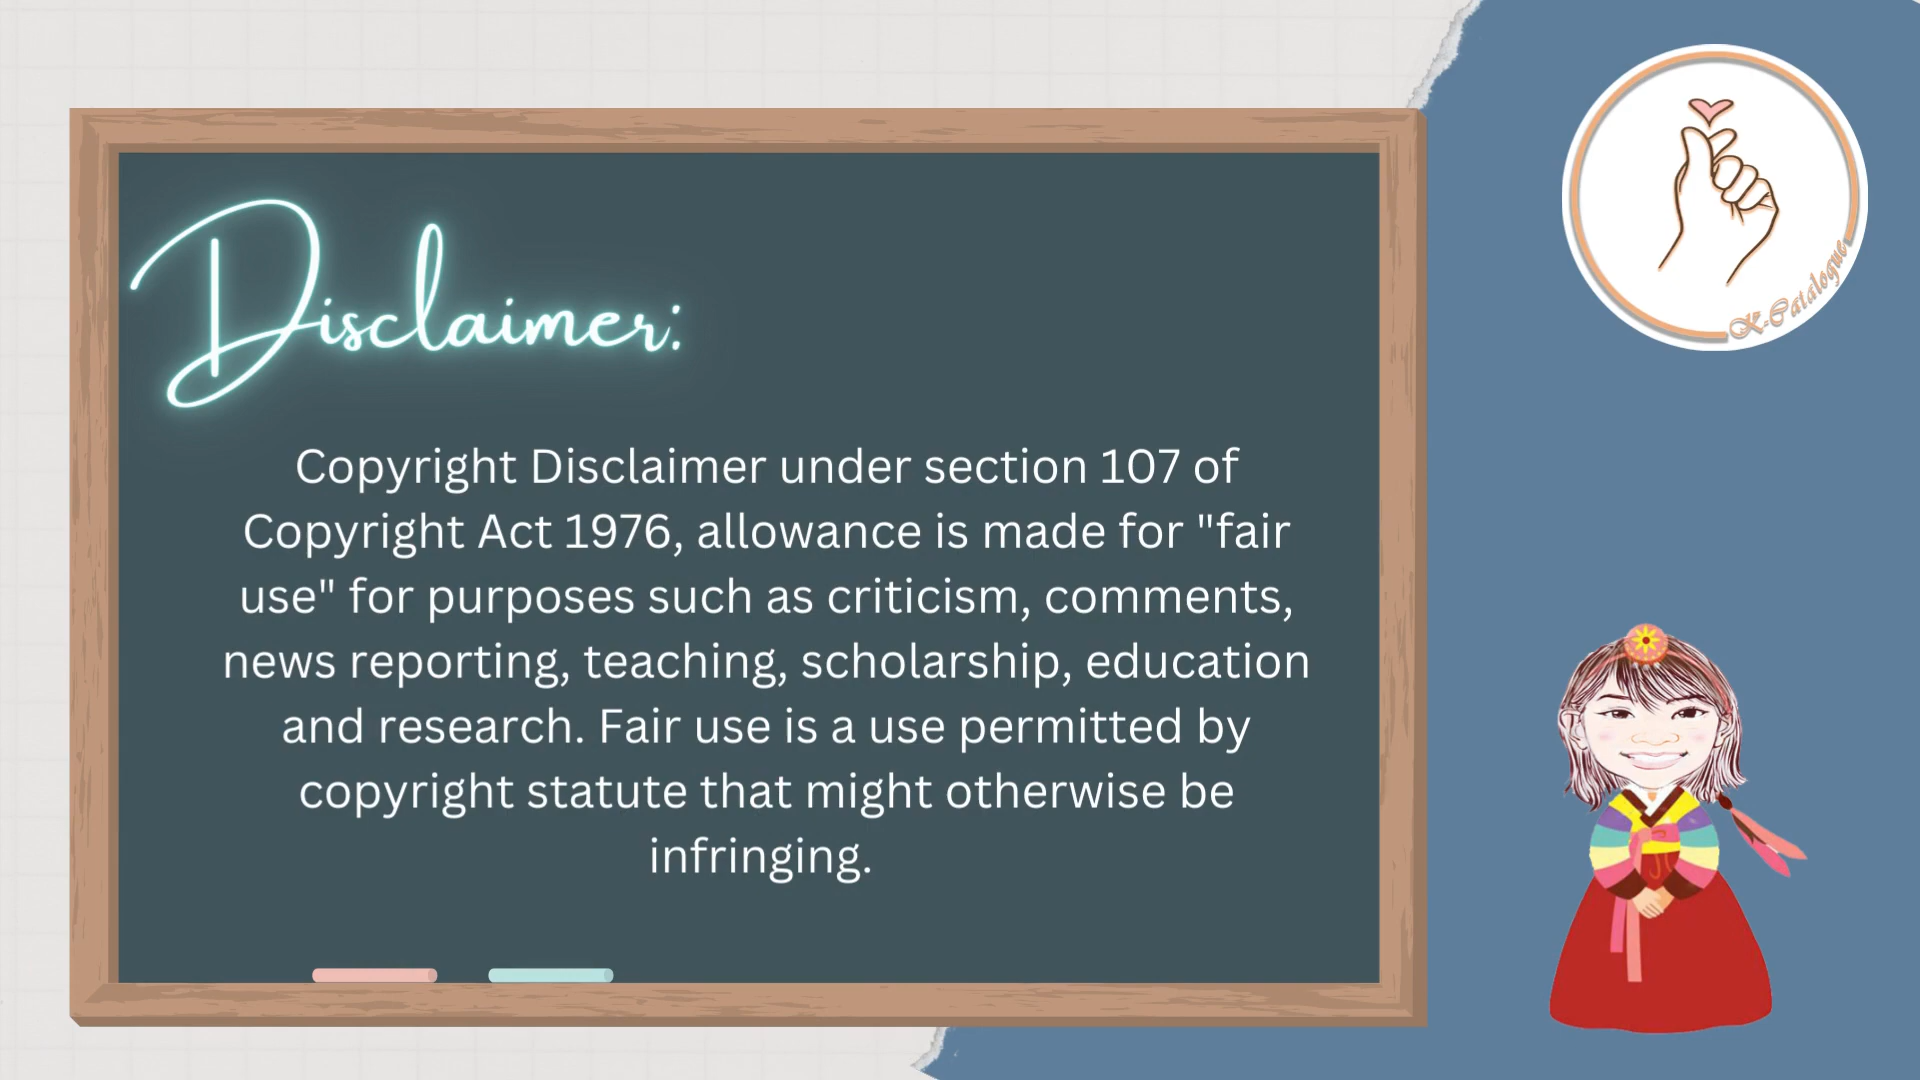 K-Catalogue
Disclaimer:
Copyright Disclaimer under section 107 of
Copyright Act 1976, allowance is made for "fair
use" for purposes such as criticism, comments,
news reporting, teaching, scholarship, education
and research. Fair use is a use permitted by
copyright statute that might otherwise be
infringing.